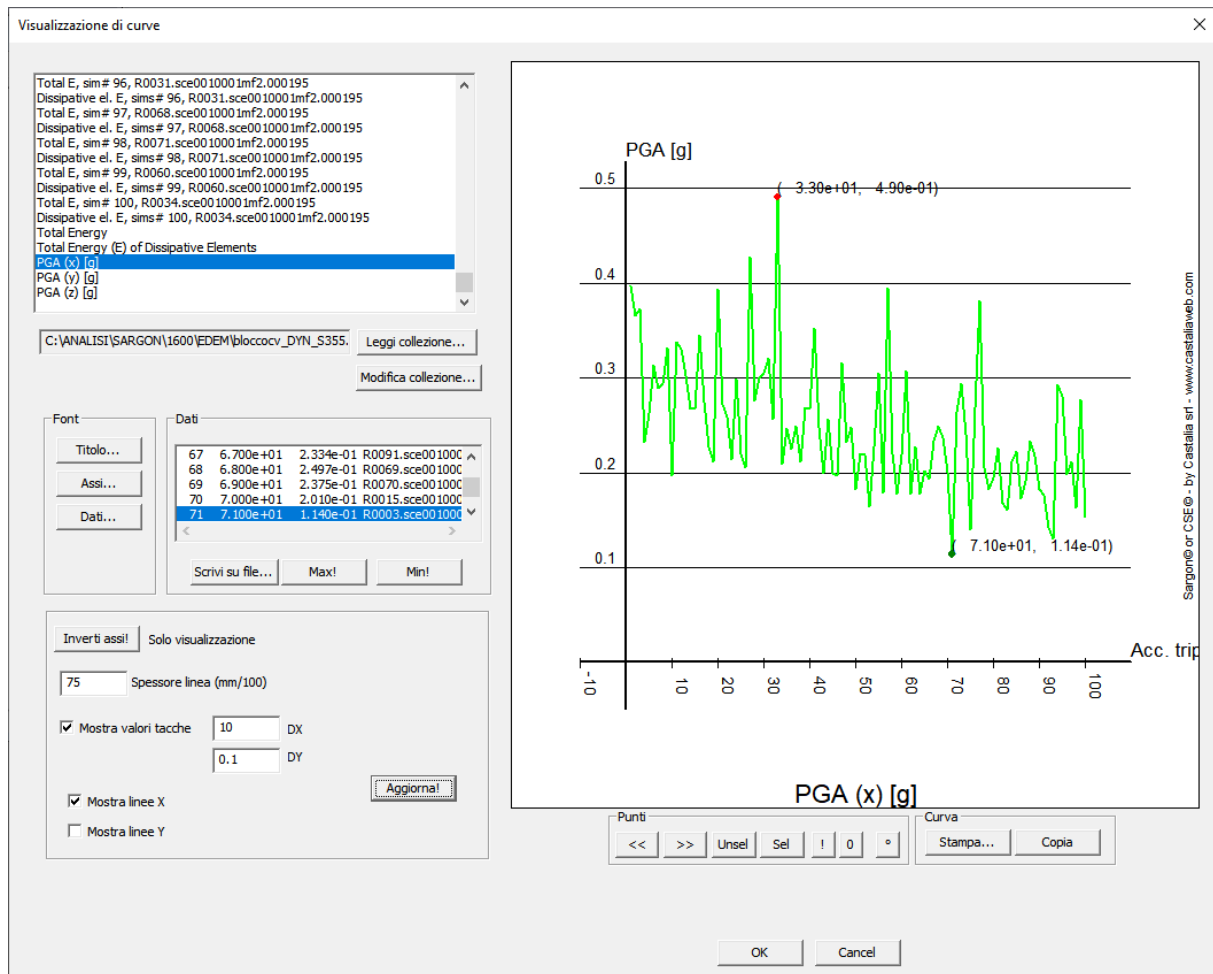 Visualizzazione di curve
Total E, sim# 96, R0031.sce0010001mf2.000195
Dissipative el. E, sims# 96, R0031.sce0010001mf2.000195
Total E, sim# 97, R0068.sce0010001mf2.000195
Dissipative el. E, sims# 97, R0068.sce0010001mf2.000195
Total E, sim# 98, R0071.sce0010001mf2.000195
Dissipative el. E, sims# 98, R0071.sce0010001mf2.000195
Total E, sim# 99, R0060.sce0010001mf2.000195
Dissipative el. E, sims# 99, R0060.sce0010001mf2.000195
Total E, sim# 100, R0034.sce0010001mf2.000195
Dissipative el. E, sims# 100, R0034.sce0010001mf2.000195
Total Energy
Total Energy (E) of Dissipative Elements
PGA (x) [g]
PGA (y) [g]
PGA (z) [g]
C:\ANALISI\SARGON\1600\EDEM\bloccocv_DYN_S355.
Leggi collezione...
Modifica collezione...
Font
Titolo...
Assi...
Dati...
Dati
67 6.700e+01 2.334e-01 R0091.sce001000
68 6.800e+01 2.497e-01 R0069.sce001000
69 6.900e+01 2.375e-01 R0070.sce001000
70 7.000e+01 2.010e-01 R0015.sce001000
71 7.100e+01 1.140e-01 R0003.sce001000
Scrivi su file...
Max!
Min!
Inverti assi!
Solo visualizzazione
75
Spessore linea (mm/100)
Mostra valori tacche
10
DX
0.1
DY
Aggiorna!
Mostra linee X
Mostra linee Y
PGA [g]
0.5
( 3.30e+01, 4.90e-01)
0.4
0.3
0.2
( 7.10e+01, 1.14e-01)
0.1
Acc. trip
-10
10
20
30
40
50
60
70
80
90
100
PGA (x) [g]
Sargon© or CSE© - by Castalia srl - www.castaliaweb.com
Punti
<<
>>
Unsel
Sel
!
0
°
Curva
Stampa...
Copia
OK
Cancel